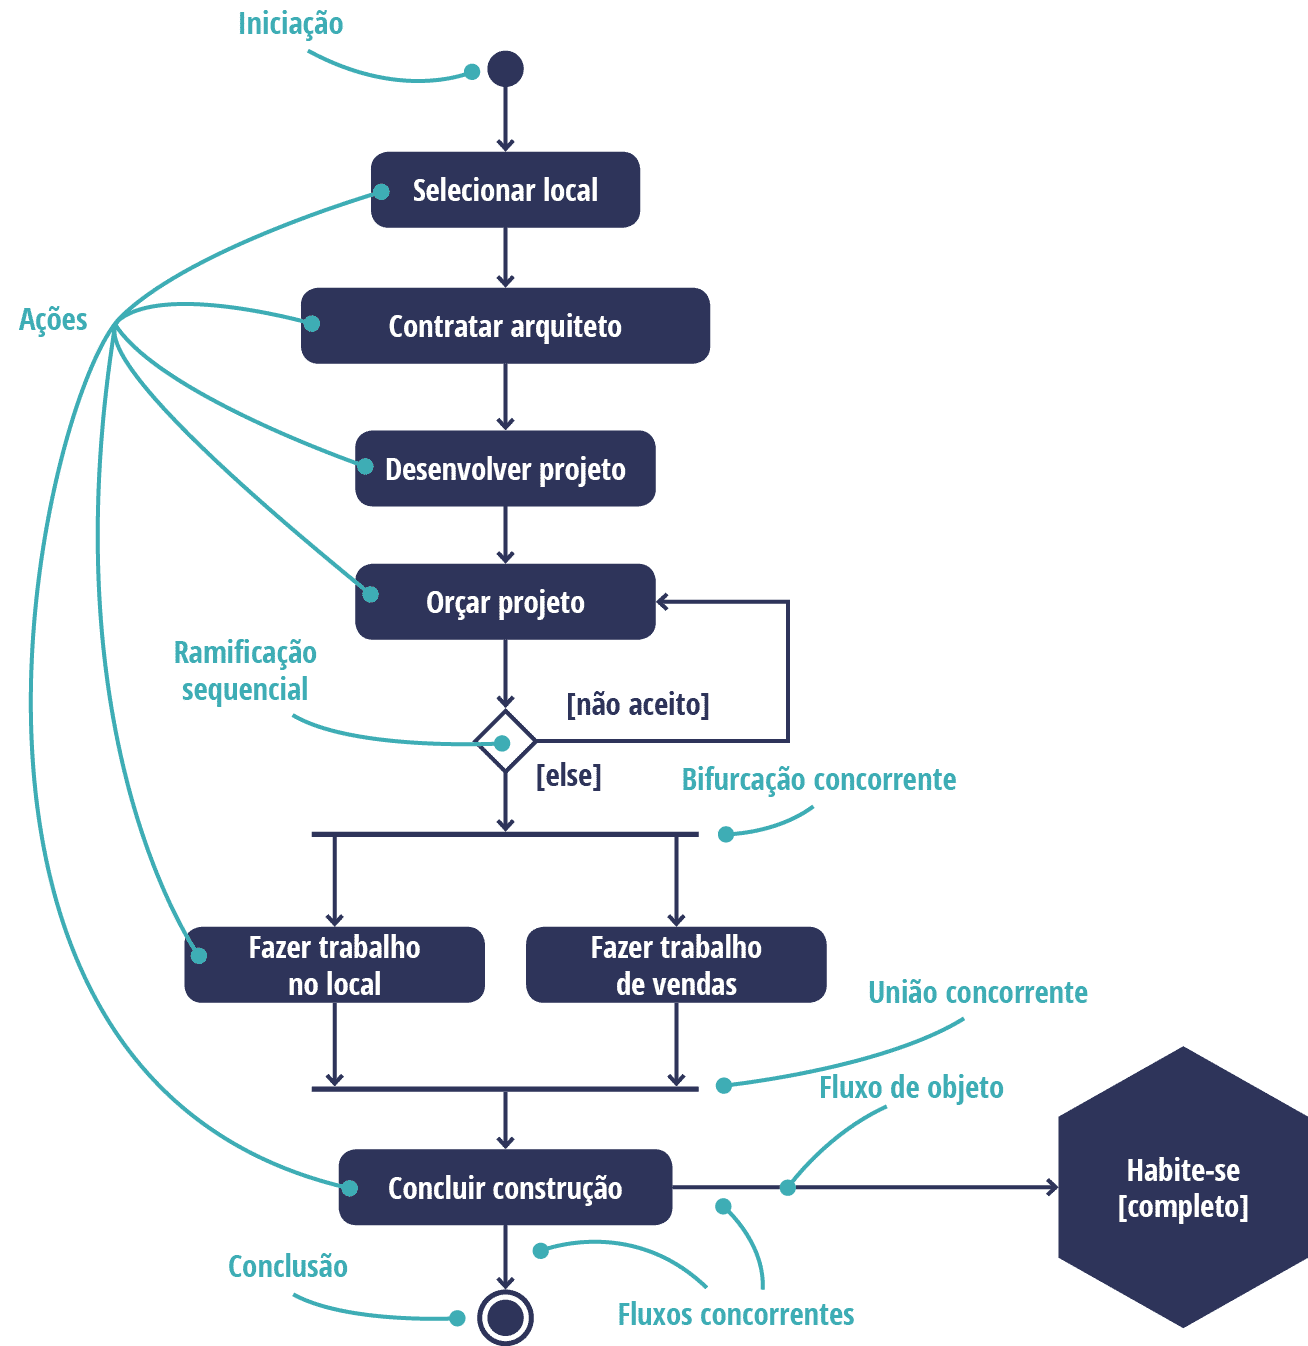 Iniciação
Selecionar local
Ações
Contratar arquiteto
Desenvolver projeto
Orçar projeto
Ramificação
sequencial
[não aceito]
[else]
Bifurcação concorrente
Fazer trabalho
no local
Fazer trabalho
de vendas
União concorrente
Fluxo de objeto
Concluir construção
Habite-se
[completo]
Conclusão
Fluxos concorrentes